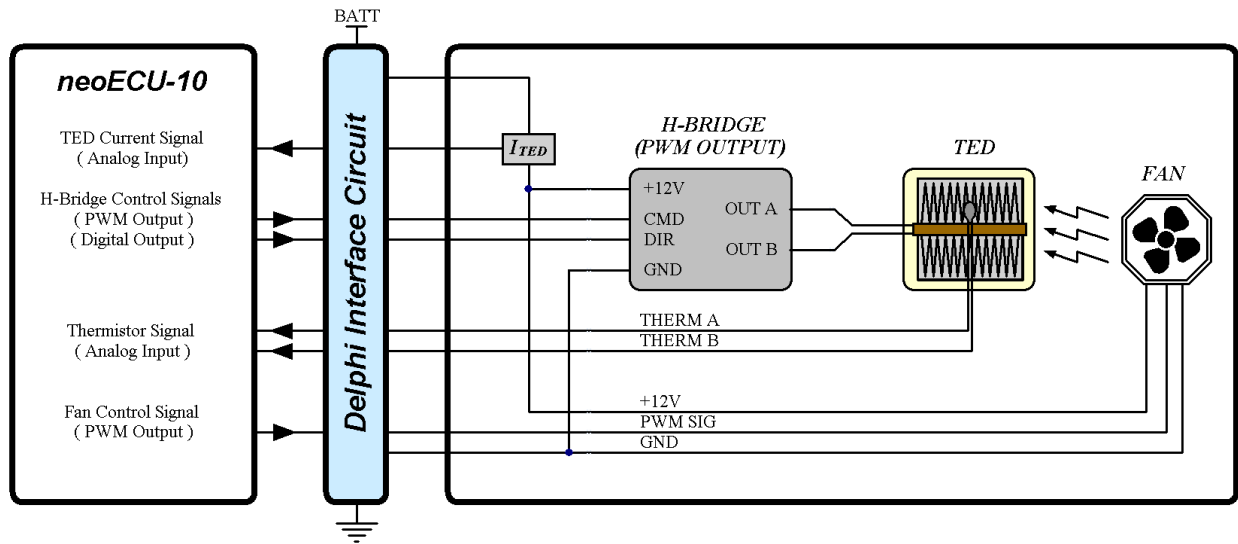 BATT
neoECU-10
TED Current Signal
( Analog Input)
H-Bridge Control Signals
( PWM Output )
( Digital Output )
Thermistor Signal
( Analog Input )
Fan Control Signal
( PWM Output )
Delphi Interface Circuit
I TED
H-BRIDGE
(PWM OUTPUT)
+12V
CMD
DIR
GND
OUT A
OUT B
TED
FAN
THERM A
THERM B
+12V
PWM SIG
GND